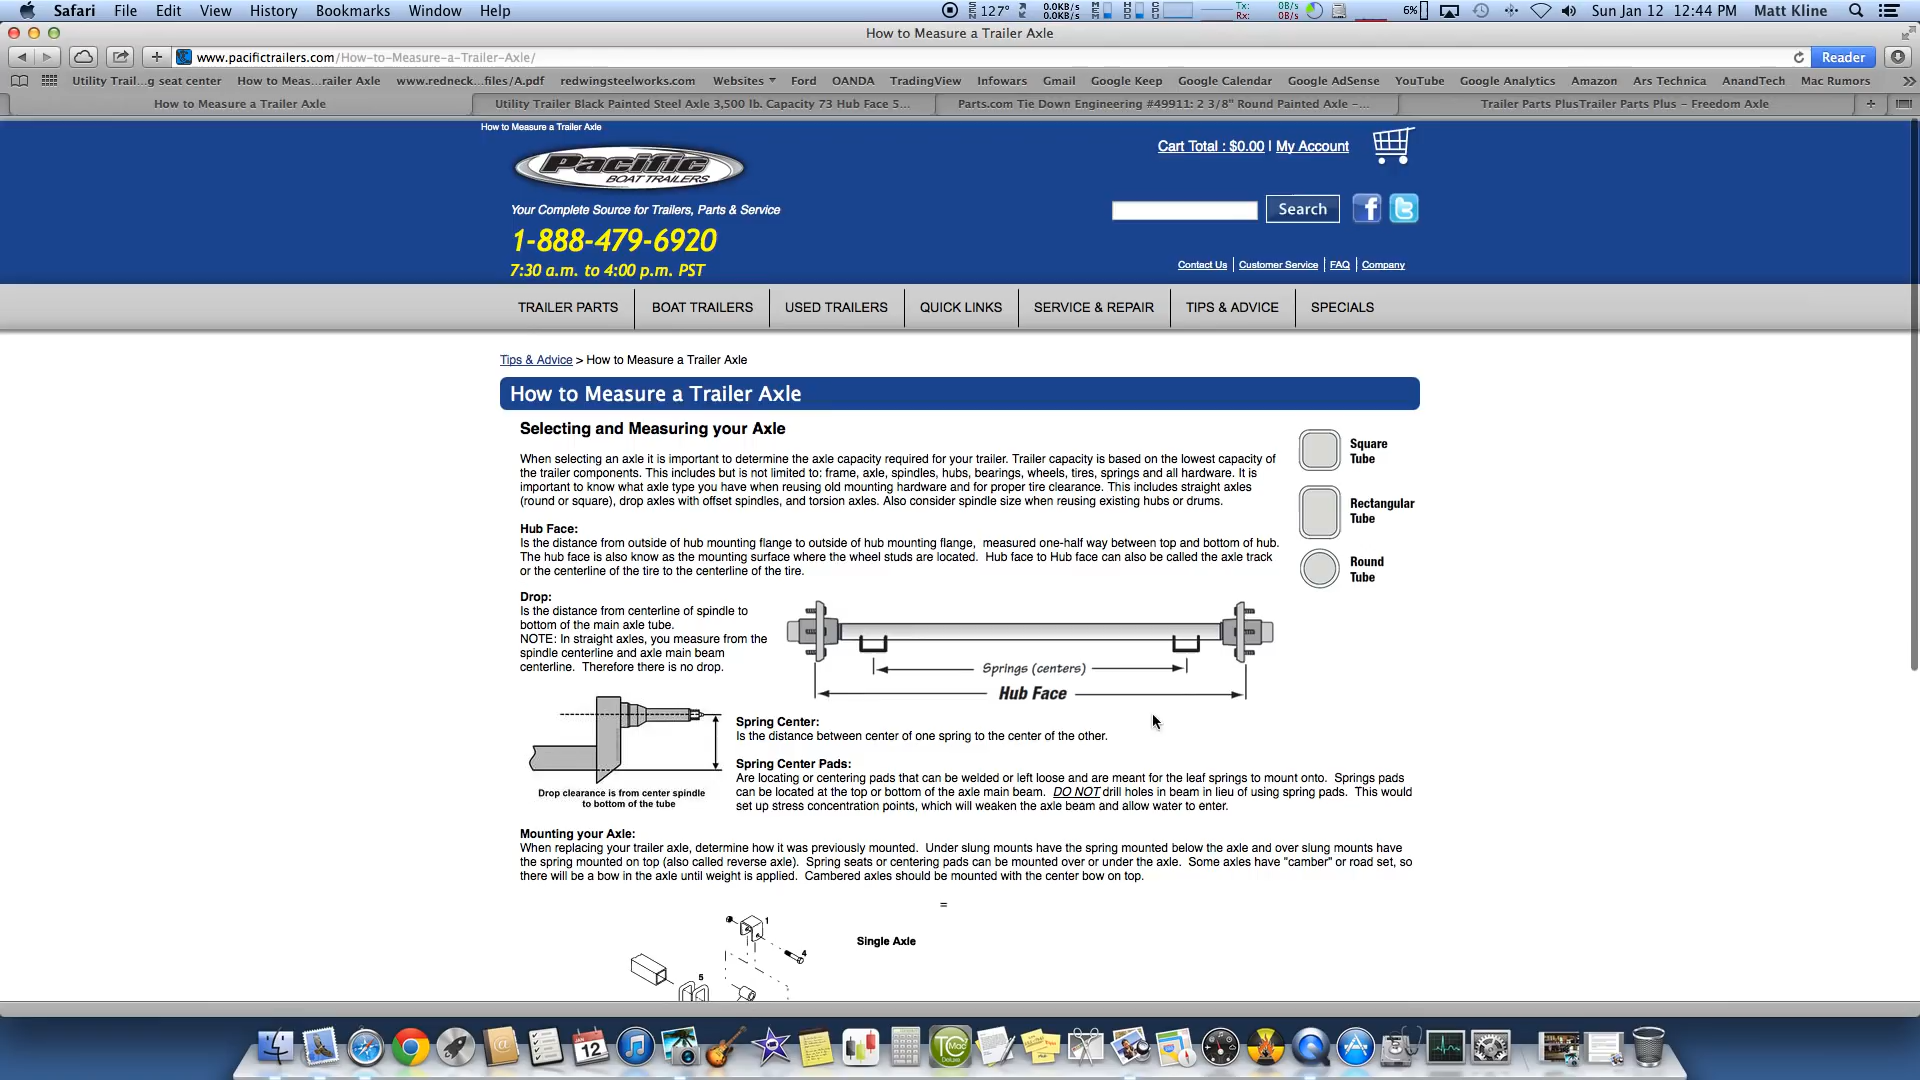 Safari File Edit View History Bookmarks Window Help
127° 0.0KB/s 0.0KB/s Tx: Rx: 0B/s 0B/s 6% Sun Jan 12 12:44 PM Matt Kline
How to Measure a Trailer Axle
www.pacifictrailers.com/How-to-Measure-a-Trailer-Axle/
Reader
Utility Trail...g seat center How to Meas...railer Axle www.redneck...files/A.pdf redwingsteelworks.com Websites Ford OANDA TradingView Infowars Gmail Google Keep Google Calendar Google AdSense YouTube Google Analytics Amazon Ars Technica AnandTech Mac Rumors
How to Measure a Trailer Axle Utility Trailer Black Painted Steel Axle 3,500 lb. Capacity 73 Hub Face 5... Parts.com Tie Down Engineering #49911: 2 3/8" Round Painted Axle –... Trailer Parts PlusTrailer Parts Plus – Freedom Axle
How to Measure a Trailer Axle
Pacific
BOAT TRAILERS
Cart Total : $0.00 | My Account
Your Complete Source for Trailers, Parts & Service
Search
1-888-479-6920
7:30 a.m. to 4:00 p.m. PST
Contact Us Customer Service FAQ Company
TRAILER PARTS BOAT TRAILERS USED TRAILERS QUICK LINKS SERVICE & REPAIR TIPS & ADVICE SPECIALS
Tips & Advice > How to Measure a Trailer Axle
How to Measure a Trailer Axle
Selecting and Measuring your Axle
When selecting an axle it is important to determine the axle capacity required for your trailer. Trailer capacity is based on the lowest capacity of
the trailer components. This includes but is not limited to: frame, axle, spindles, hubs, bearings, wheels, tires, springs and all hardware. It is
important to know what axle type you have when reusing old mounting hardware and for proper tire clearance. This includes straight axles
(round or square), drop axles with offset spindles, and torsion axles. Also consider spindle size when reusing existing hubs or drums.
Square
Tube
Rectangular
Tube
Round
Tube
Hub Face:
Is the distance from outside of hub mounting flange to outside of hub mounting flange, measured one-half way between top and bottom of hub.
The hub face is also know as the mounting surface where the wheel studs are located. Hub face to Hub face can also be called the axle track
or the centerline of the tire to the centerline of the tire.
Drop:
Is the distance from centerline of spindle to
bottom of the main axle tube.
NOTE: In straight axles, you measure from the
spindle centerline and axle main beam
centerline. Therefore there is no drop.
Springs (centers)
Hub Face
Drop clearance is from center spindle
to bottom of the tube
Spring Center:
Is the distance between center of one spring to the center of the other.
Spring Center Pads:
Are locating or centering pads that can be welded or left loose and are meant for the leaf springs to mount onto. Springs pads
can be located at the top or bottom of the axle main beam. DO NOT drill holes in beam in lieu of using spring pads. This would
set up stress concentration points, which will weaken the axle beam and allow water to enter.
Mounting your Axle:
When replacing your trailer axle, determine how it was previously mounted. Under slung mounts have the spring mounted below the axle and over slung mounts have
the spring mounted on top (also called reverse axle). Spring seats or centering pads can be mounted over or under the axle. Some axles have "camber" or road set, so
there will be a bow in the axle until weight is applied. Cambered axles should be mounted with the center bow on top.
=
1
Single Axle
4
5
JAN
12